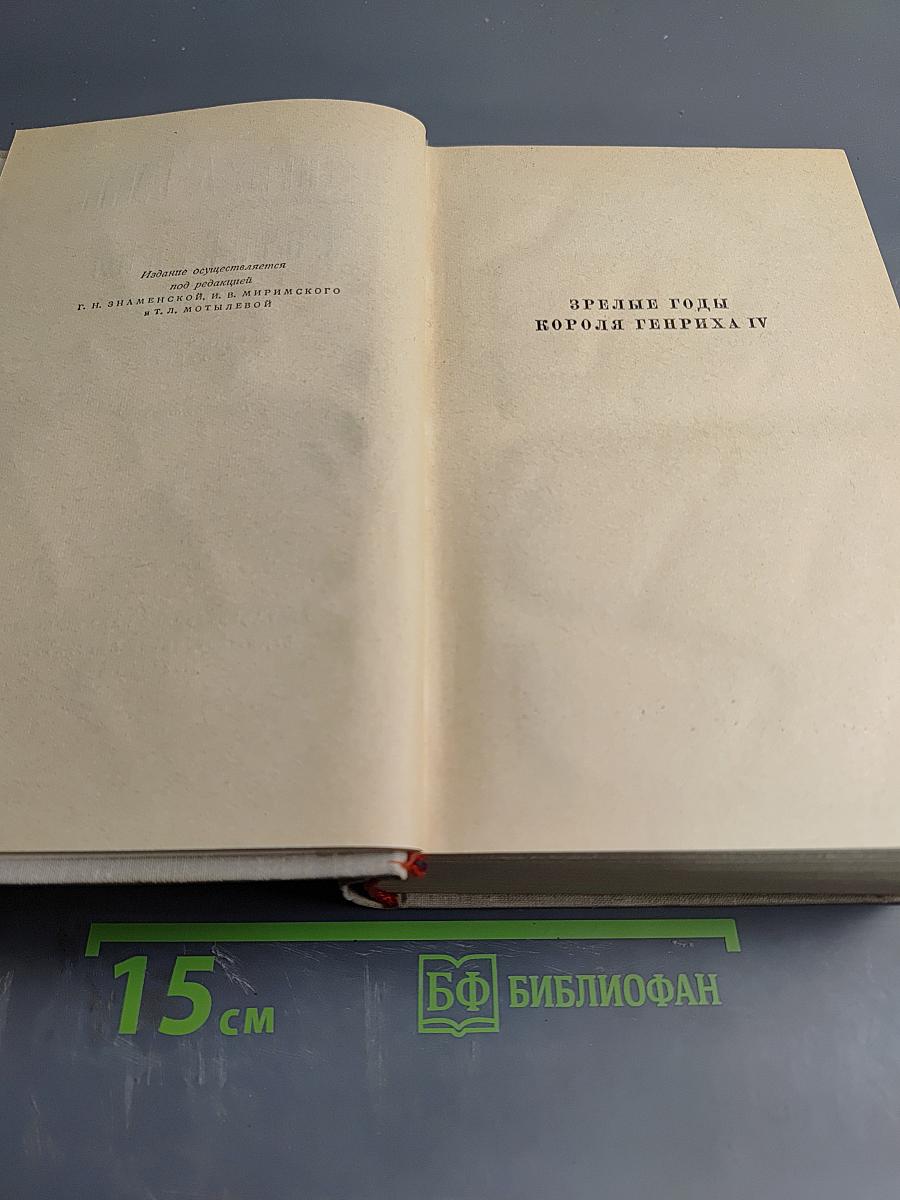 Издание осуществляется
под редакцией
Г. Н. ЗНАМЕНСКОЙ, И. В. МИРИМСКОГО
и Т. Л. МОТЫЛЕВОЙ
ЗРЕЛЫЕ ГОДЫ
КОРОЛЯ ГЕНРИХА IV
15 см
БФ БИБЛИОФАН